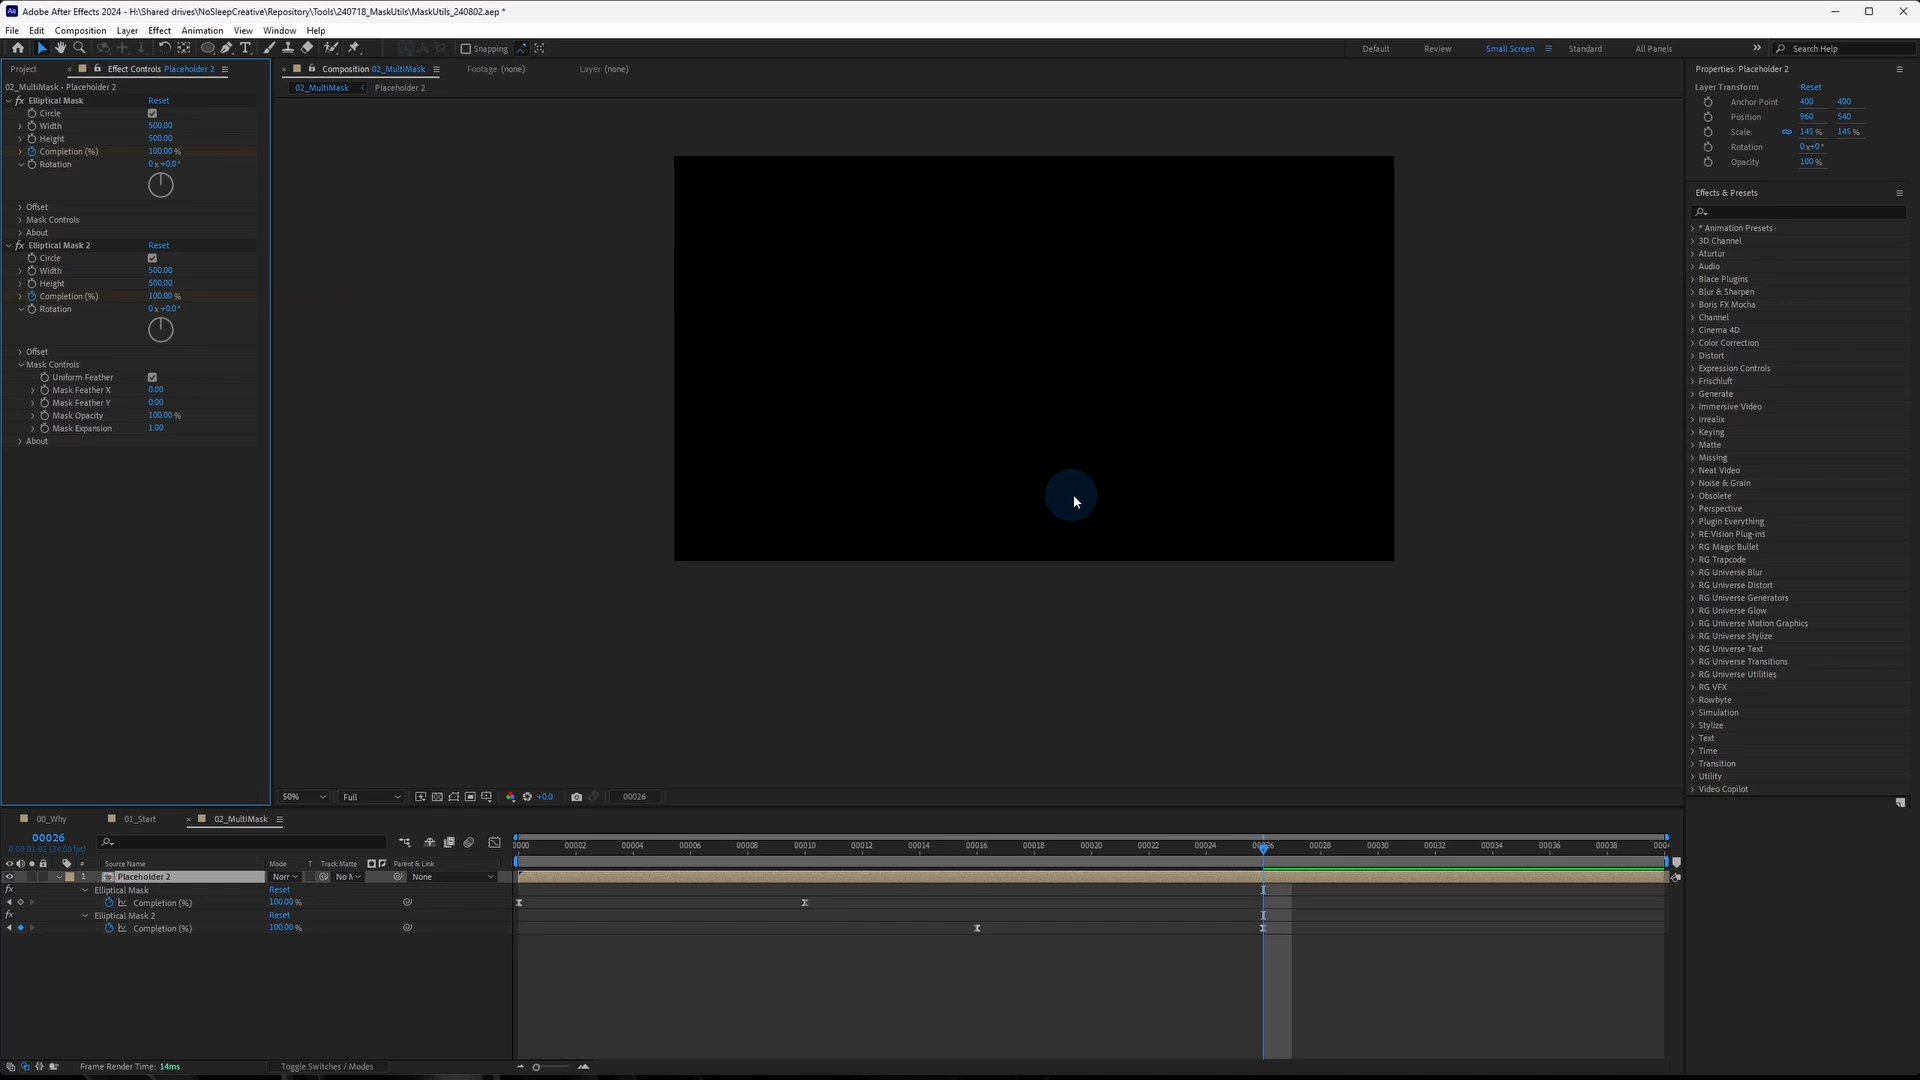 Adobe After Effects 2024 - H:\Shared drives\NoSleepCreative\Repository\Tools\240718_MaskUtils\MaskUtils_240802.aep *
File Edit Composition Layer Effect Animation View Window Help
Snapping Default Review Small Screen Standard All Panels Search Help
Project Effect Controls Placeholder 2
02_MultiMask • Placeholder 2
fx Elliptical Mask Reset
Circle
Width 500.00
Height 500.00
Completion (%) 100.00 %
Rotation 0 x +0.0°
Offset
Mask Controls
About
fx Elliptical Mask 2 Reset
Circle
Width 500.00
Height 500.00
Completion (%) 100.00 %
Rotation 0 x +0.0°
Offset
Mask Controls
Uniform Feather
Mask Feather X 0.00
Mask Feather Y 0.00
Mask Opacity 100.00 %
Mask Expansion 1.00
About
Composition 02_MultiMask Footage (none) Layer (none)
02_MultiMask Placeholder 2
50% Full +0.0 00026
Properties: Placeholder 2
Layer Transform Reset
Anchor Point 400 400
Position 960 540
Scale 145 % 145 %
Rotation 0 x+0°
Opacity 100 %
Effects & Presets
* Animation Presets
3D Channel
Aturtur
Audio
Blace Plugins
Blur & Sharpen
Boris FX Mocha
Channel
Cinema 4D
Color Correction
Distort
Expression Controls
Frischluft
Generate
Immersive Video
Irrealix
Keying
Matte
Missing
Neat Video
Noise & Grain
Obsolete
Perspective
Plugin Everything
RE:Vision Plug-ins
RG Magic Bullet
RG Trapcode
RG Universe Blur
RG Universe Distort
RG Universe Generators
RG Universe Glow
RG Universe Motion Graphics
RG Universe Stylize
RG Universe Text
RG Universe Transitions
RG Universe Utilities
RG VFX
Rowbyte
Simulation
Stylize
Text
Time
Transition
Utility
Video Copilot
00_Why 01_Start 02_MultiMask
00026
0:00:01:02 (24.00 fps)
0000 00002 00004 00006 00008 00010 00012 00014 00016 00018 00020 00022 00024 00026 00028 00030 00032 00034 00036 00038 0004
# Source Name Mode T Track Matte Parent & Link
1 Placeholder 2 Norr No M None
fx Elliptical Mask Reset
Completion (%) 100.00 %
fx Elliptical Mask 2 Reset
Completion (%) 100.00 %
Frame Render Time: 14ms Toggle Switches / Modes